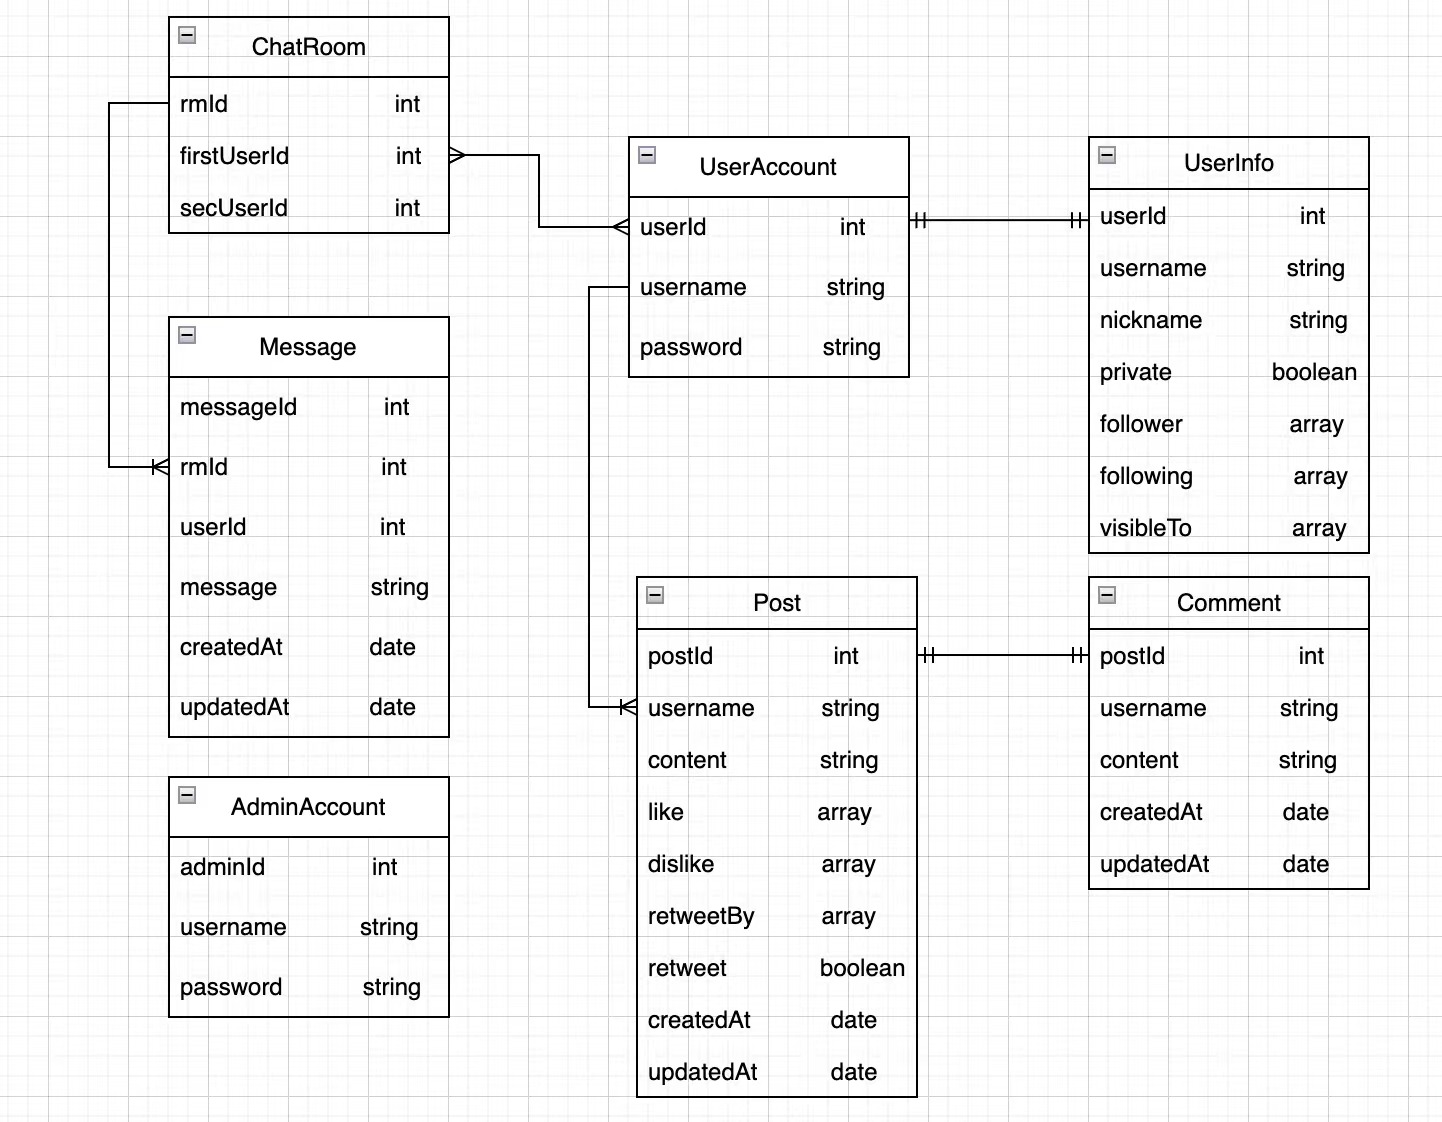 ChatRoom
rmId int
firstUserId int
secUserId int
Message
messageId int
rmId int
userId int
message string
createdAt date
updatedAt date
AdminAccount
adminId int
username string
password string
UserAccount
userId int
username string
password string
Post
postId int
username string
content string
like array
dislike array
retweetBy array
retweet boolean
createdAt date
updatedAt date
UserInfo
userId int
username string
nickname string
private boolean
follower array
following array
visibleTo array
Comment
postId int
username string
content string
createdAt date
updatedAt date